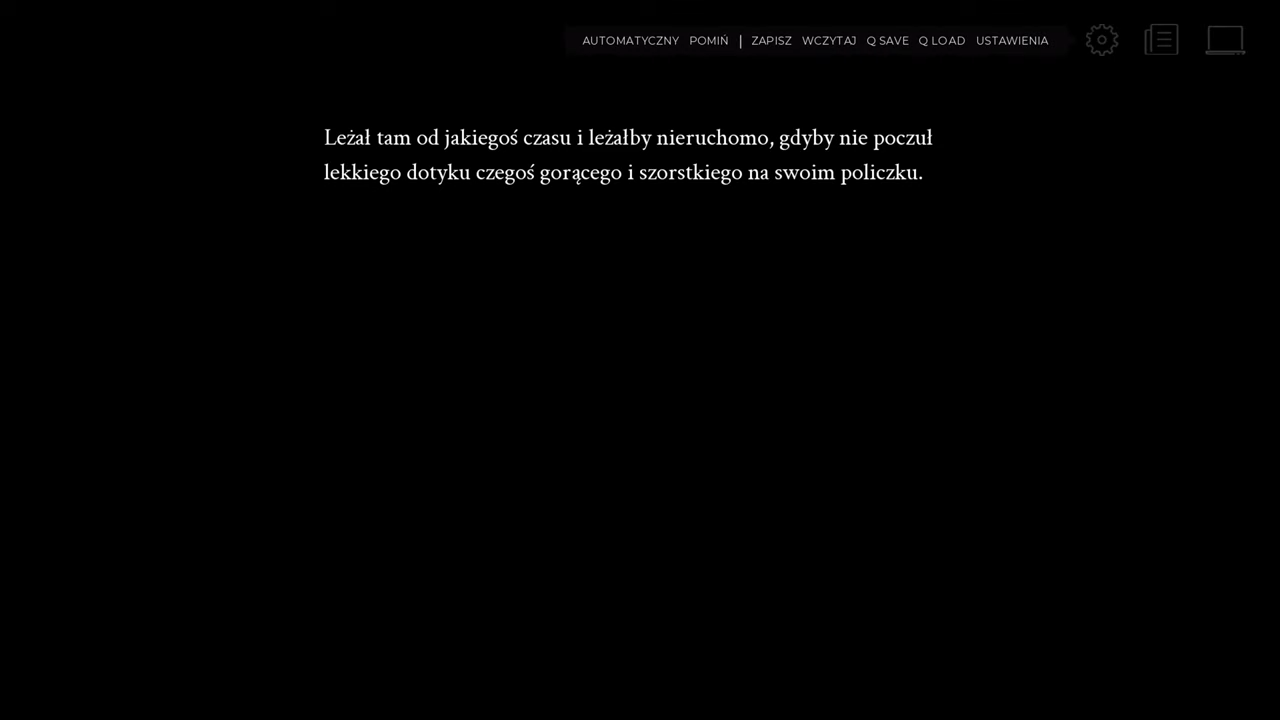 AUTOMATYCZNY POMIŃ | ZAPISZ WCZYTAJ Q SAVE Q LOAD USTAWIENIA
Leżał tam od jakiegoś czasu i leżałby nieruchomo, gdyby nie poczuł
lekkiego dotyku czegoś gorącego i szorstkiego na swoim policzku.